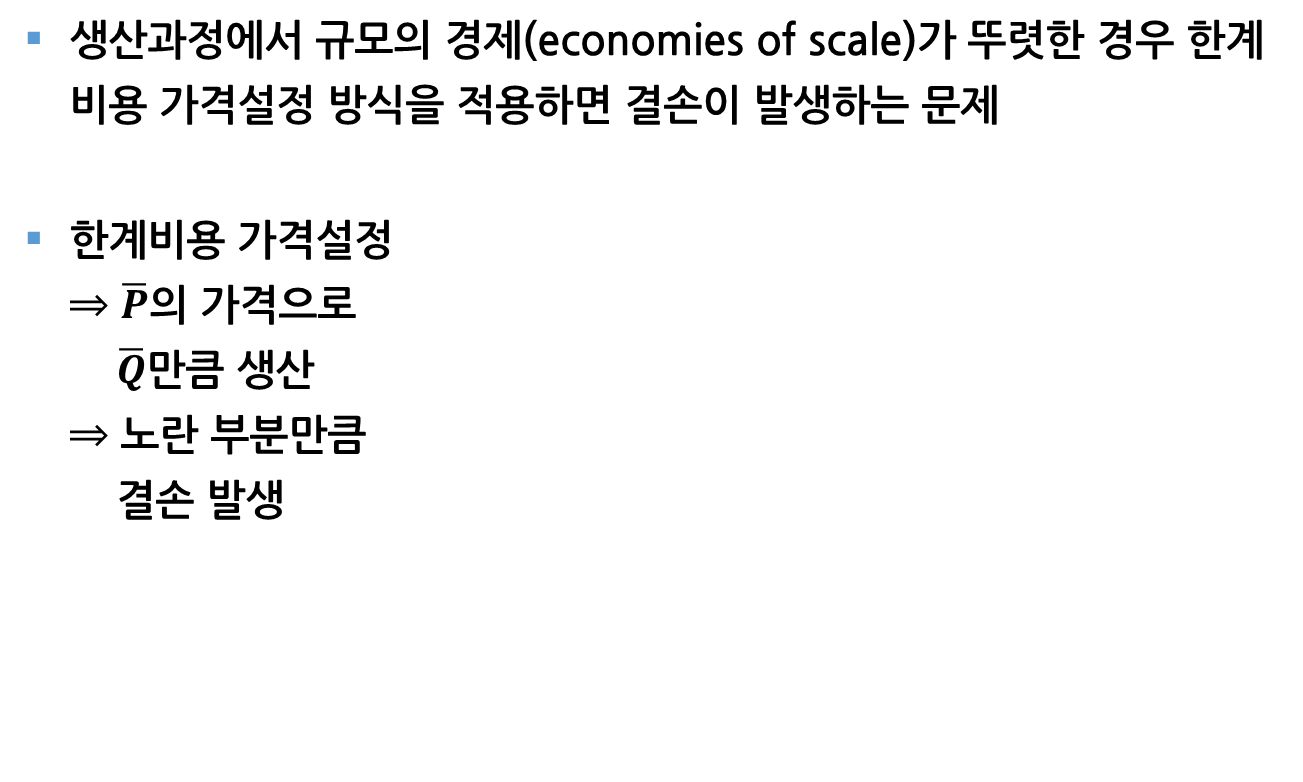 ▪ 생산과정에서 규모의 경제(economies of scale)가 뚜렷한 경우 한계
비용 가격설정 방식을 적용하면 결손이 발생하는 문제
▪ 한계비용 가격설정
⇒ P̅의 가격으로
Q̅만큼 생산
⇒ 노란 부분만큼
결손 발생